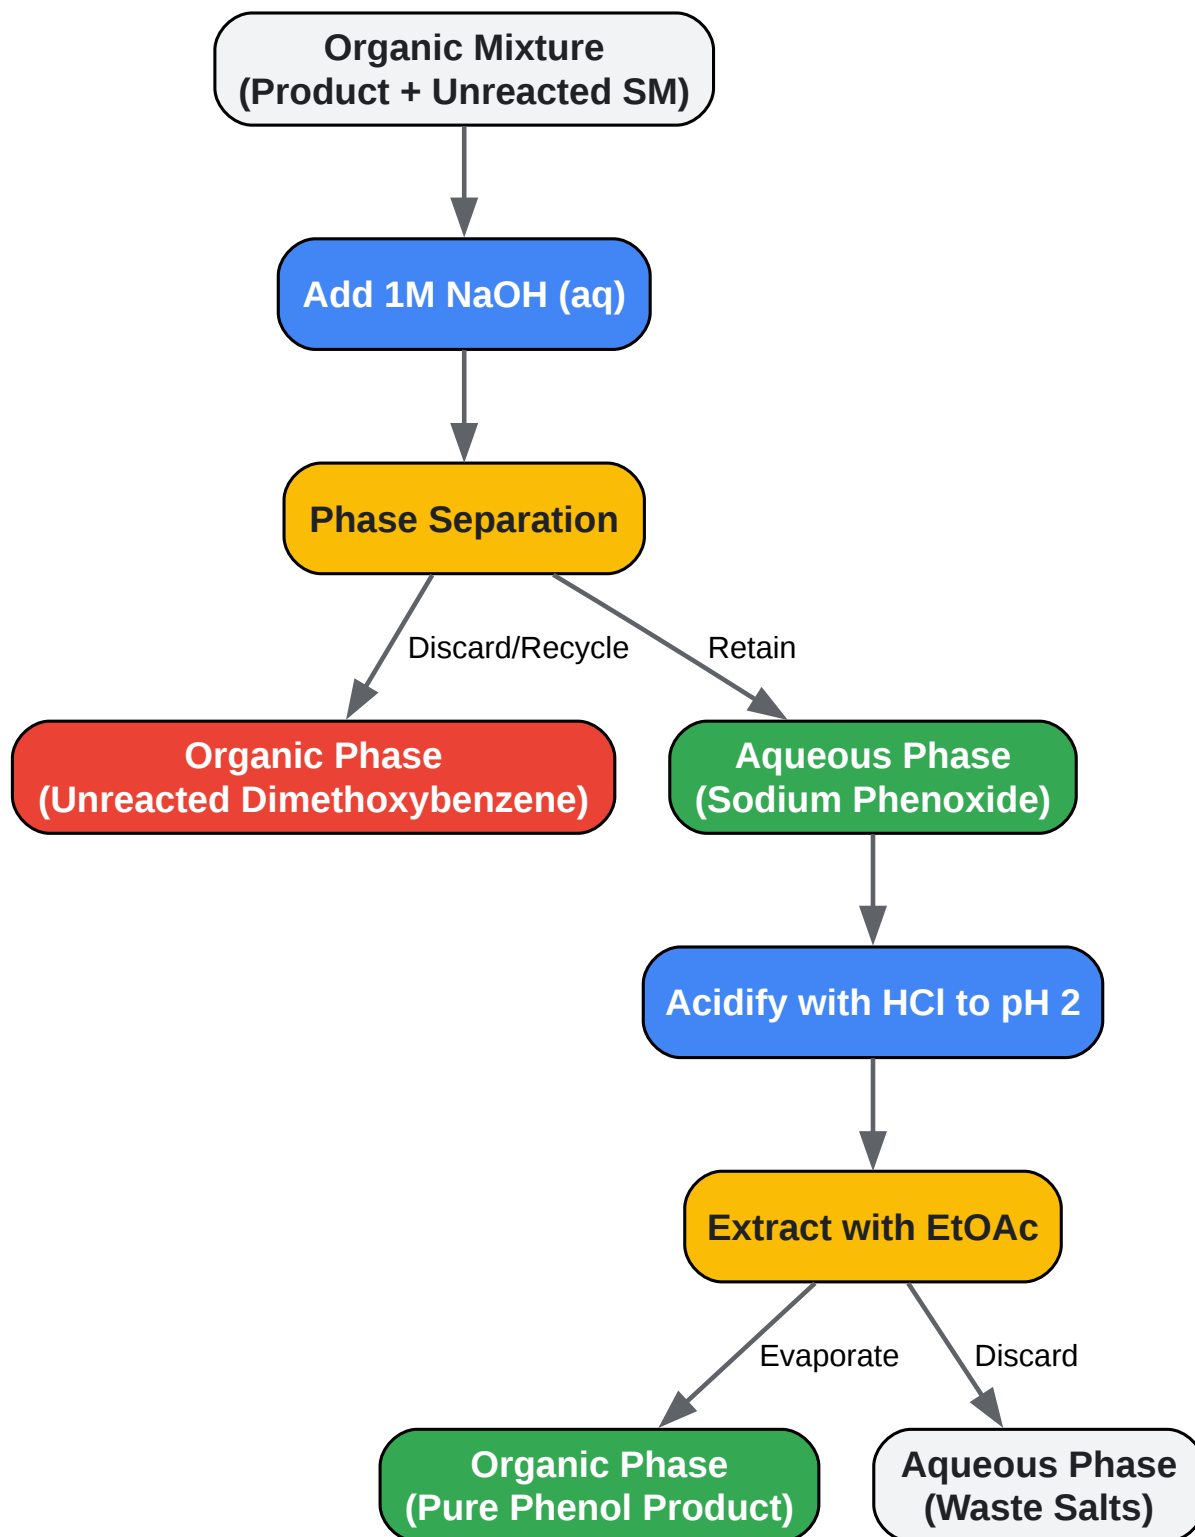 Organic Mixture
(Product + Unreacted SM)
Add 1M NaOH (aq)
Phase Separation
Discard/Recycle
Retain
Organic Phase
(Unreacted Dimethoxybenzene)
Aqueous Phase
(Sodium Phenoxide)
Acidify with HCl to pH 2
Extract with EtOAc
Evaporate
Discard
Organic Phase
(Pure Phenol Product)
Aqueous Phase
(Waste Salts)